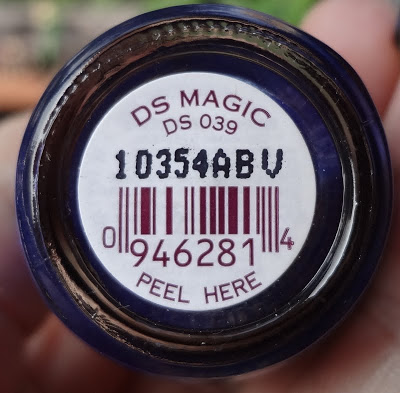 DS MAGIC
DS 039
10354ABV
0 946281 4
PEEL HERE